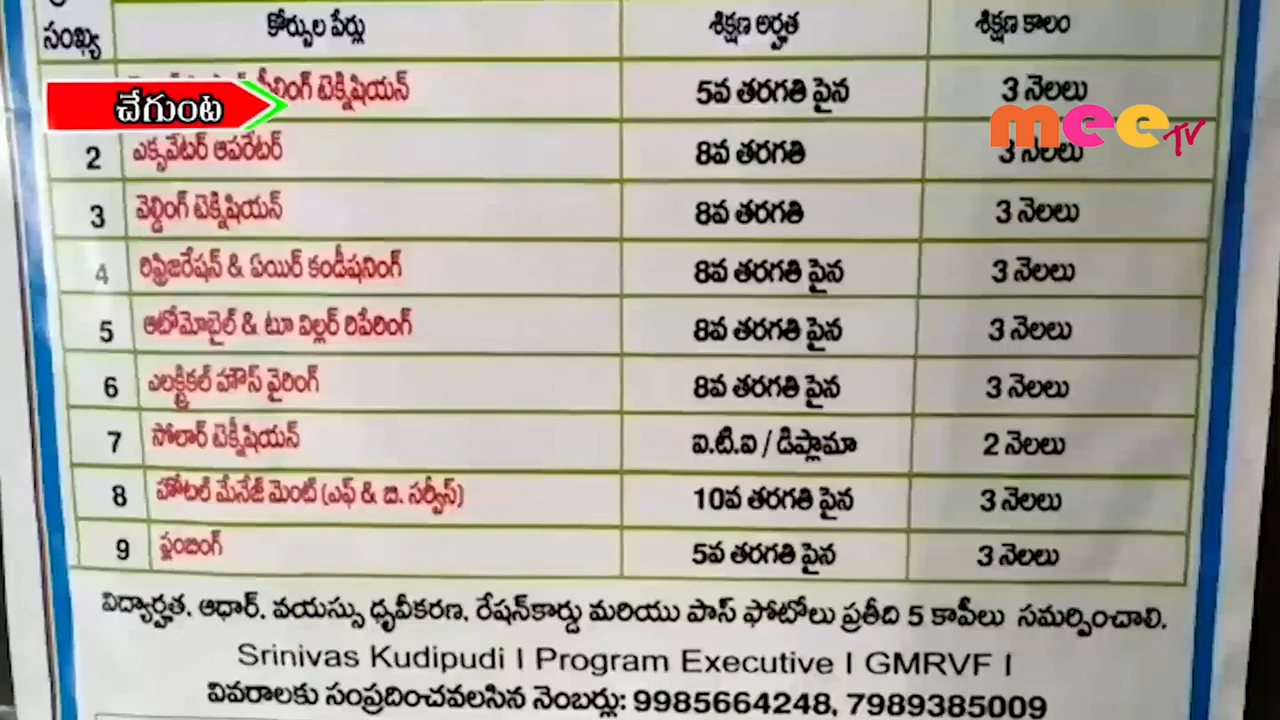 సంఖ్య కోర్సుల పేర్లు శిక్షణ అర్హత శిక్షణ కాలం
టెక్నిషియన్ 5వ తరగతి పైన 3 నెలలు
చేగుంట
mee TV
2 ఎక్సవేటర్ ఆపరేటర్ 8వ తరగతి 3 నెలలు
3 వెల్డింగ్ టెక్నిషియన్ 8వ తరగతి 3 నెలలు
4 రిఫ్రిజరేషన్ & ఏయిర్ కండీషనింగ్ 8వ తరగతి పైన 3 నెలలు
5 ఆటోమోబైల్ & టూ విల్లర్ రిపేరింగ్ 8వ తరగతి పైన 3 నెలలు
6 ఎలక్ట్రికల్ హౌస్ వైరింగ్ 8వ తరగతి పైన 3 నెలలు
7 సోలార్ టెక్నీషియన్ ఐ.టి.ఐ / డిప్లొమా 2 నెలలు
8 హోటల్ మేనేజ్ మెంట్ (ఎఫ్ & బి. సర్వీస్) 10వ తరగతి పైన 3 నెలలు
9 ప్లంబింగ్ 5వ తరగతి పైన 3 నెలలు
విద్యార్హత. ఆధార్. వయస్సు ధృవీకరణ. రేషన్‌కార్డు మరియు పాస్ ఫోటోలు ప్రతీది 5 కాపీలు సమర్పించాలి.
Srinivas Kudipudi I Program Executive I GMRVF I
వివరాలకు సంప్రదించవలసిన నెంబర్లు: 9985664248, 7989385009